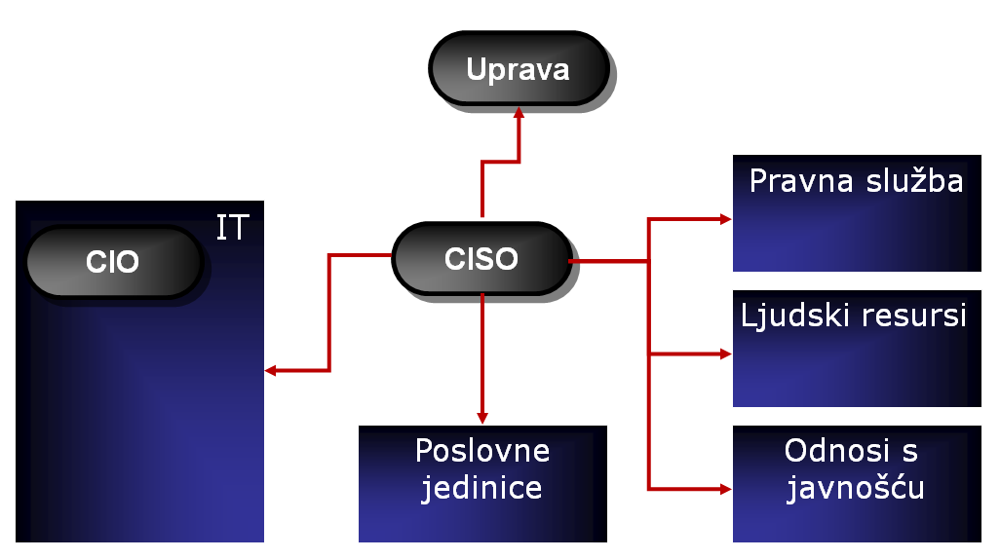 Uprava
Pravna služba
IT
CIO
CISO
Ljudski resursi
Poslovne
jedinice
Odnosi s
javnošću